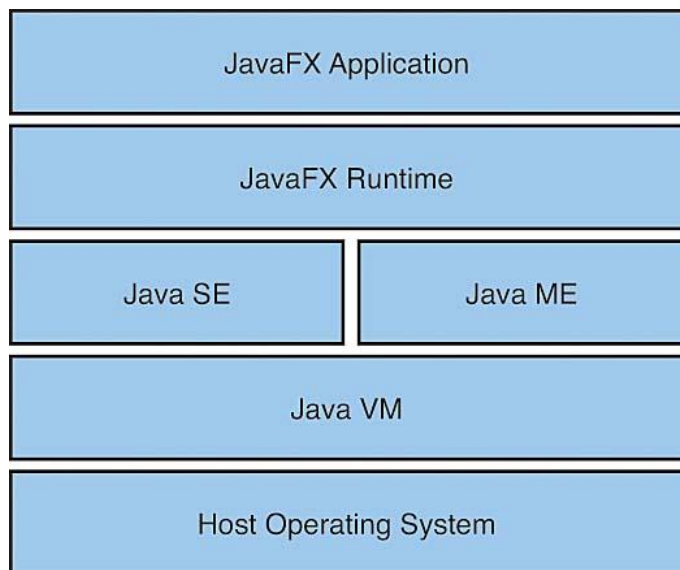 JavaFX Application
JavaFX Runtime
Java SE
Java ME
Java VM
Host Operating System